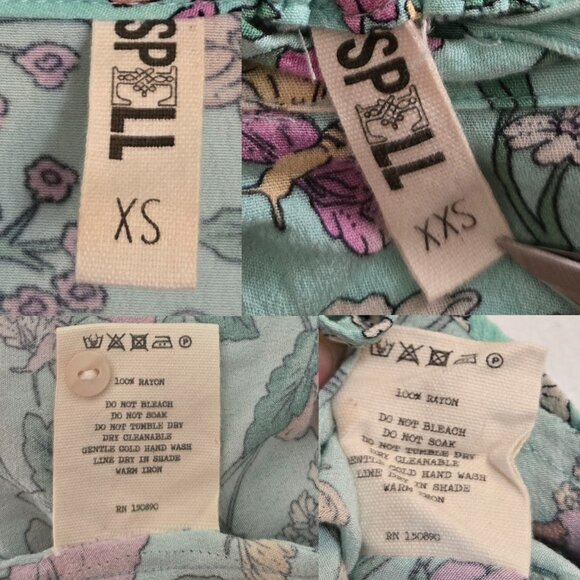 SPELL
XS
SPELL
XXS
100% RAYON
DO NOT BLEACH
DO NOT SOAK
DO NOT TUMBLE DRY
DRY CLEANABLE
GENTLE COLD HAND WASH
LINE DRY IN SHADE
WARM IRON
RN 150890
100% RAYON
DO NOT BLEACH
DO NOT SOAK
DO NOT TUMBLE DRY
DRY CLEANABLE
GENTLE COLD HAND WASH
LINE DRY IN SHADE
WARM IRON
RN 150890